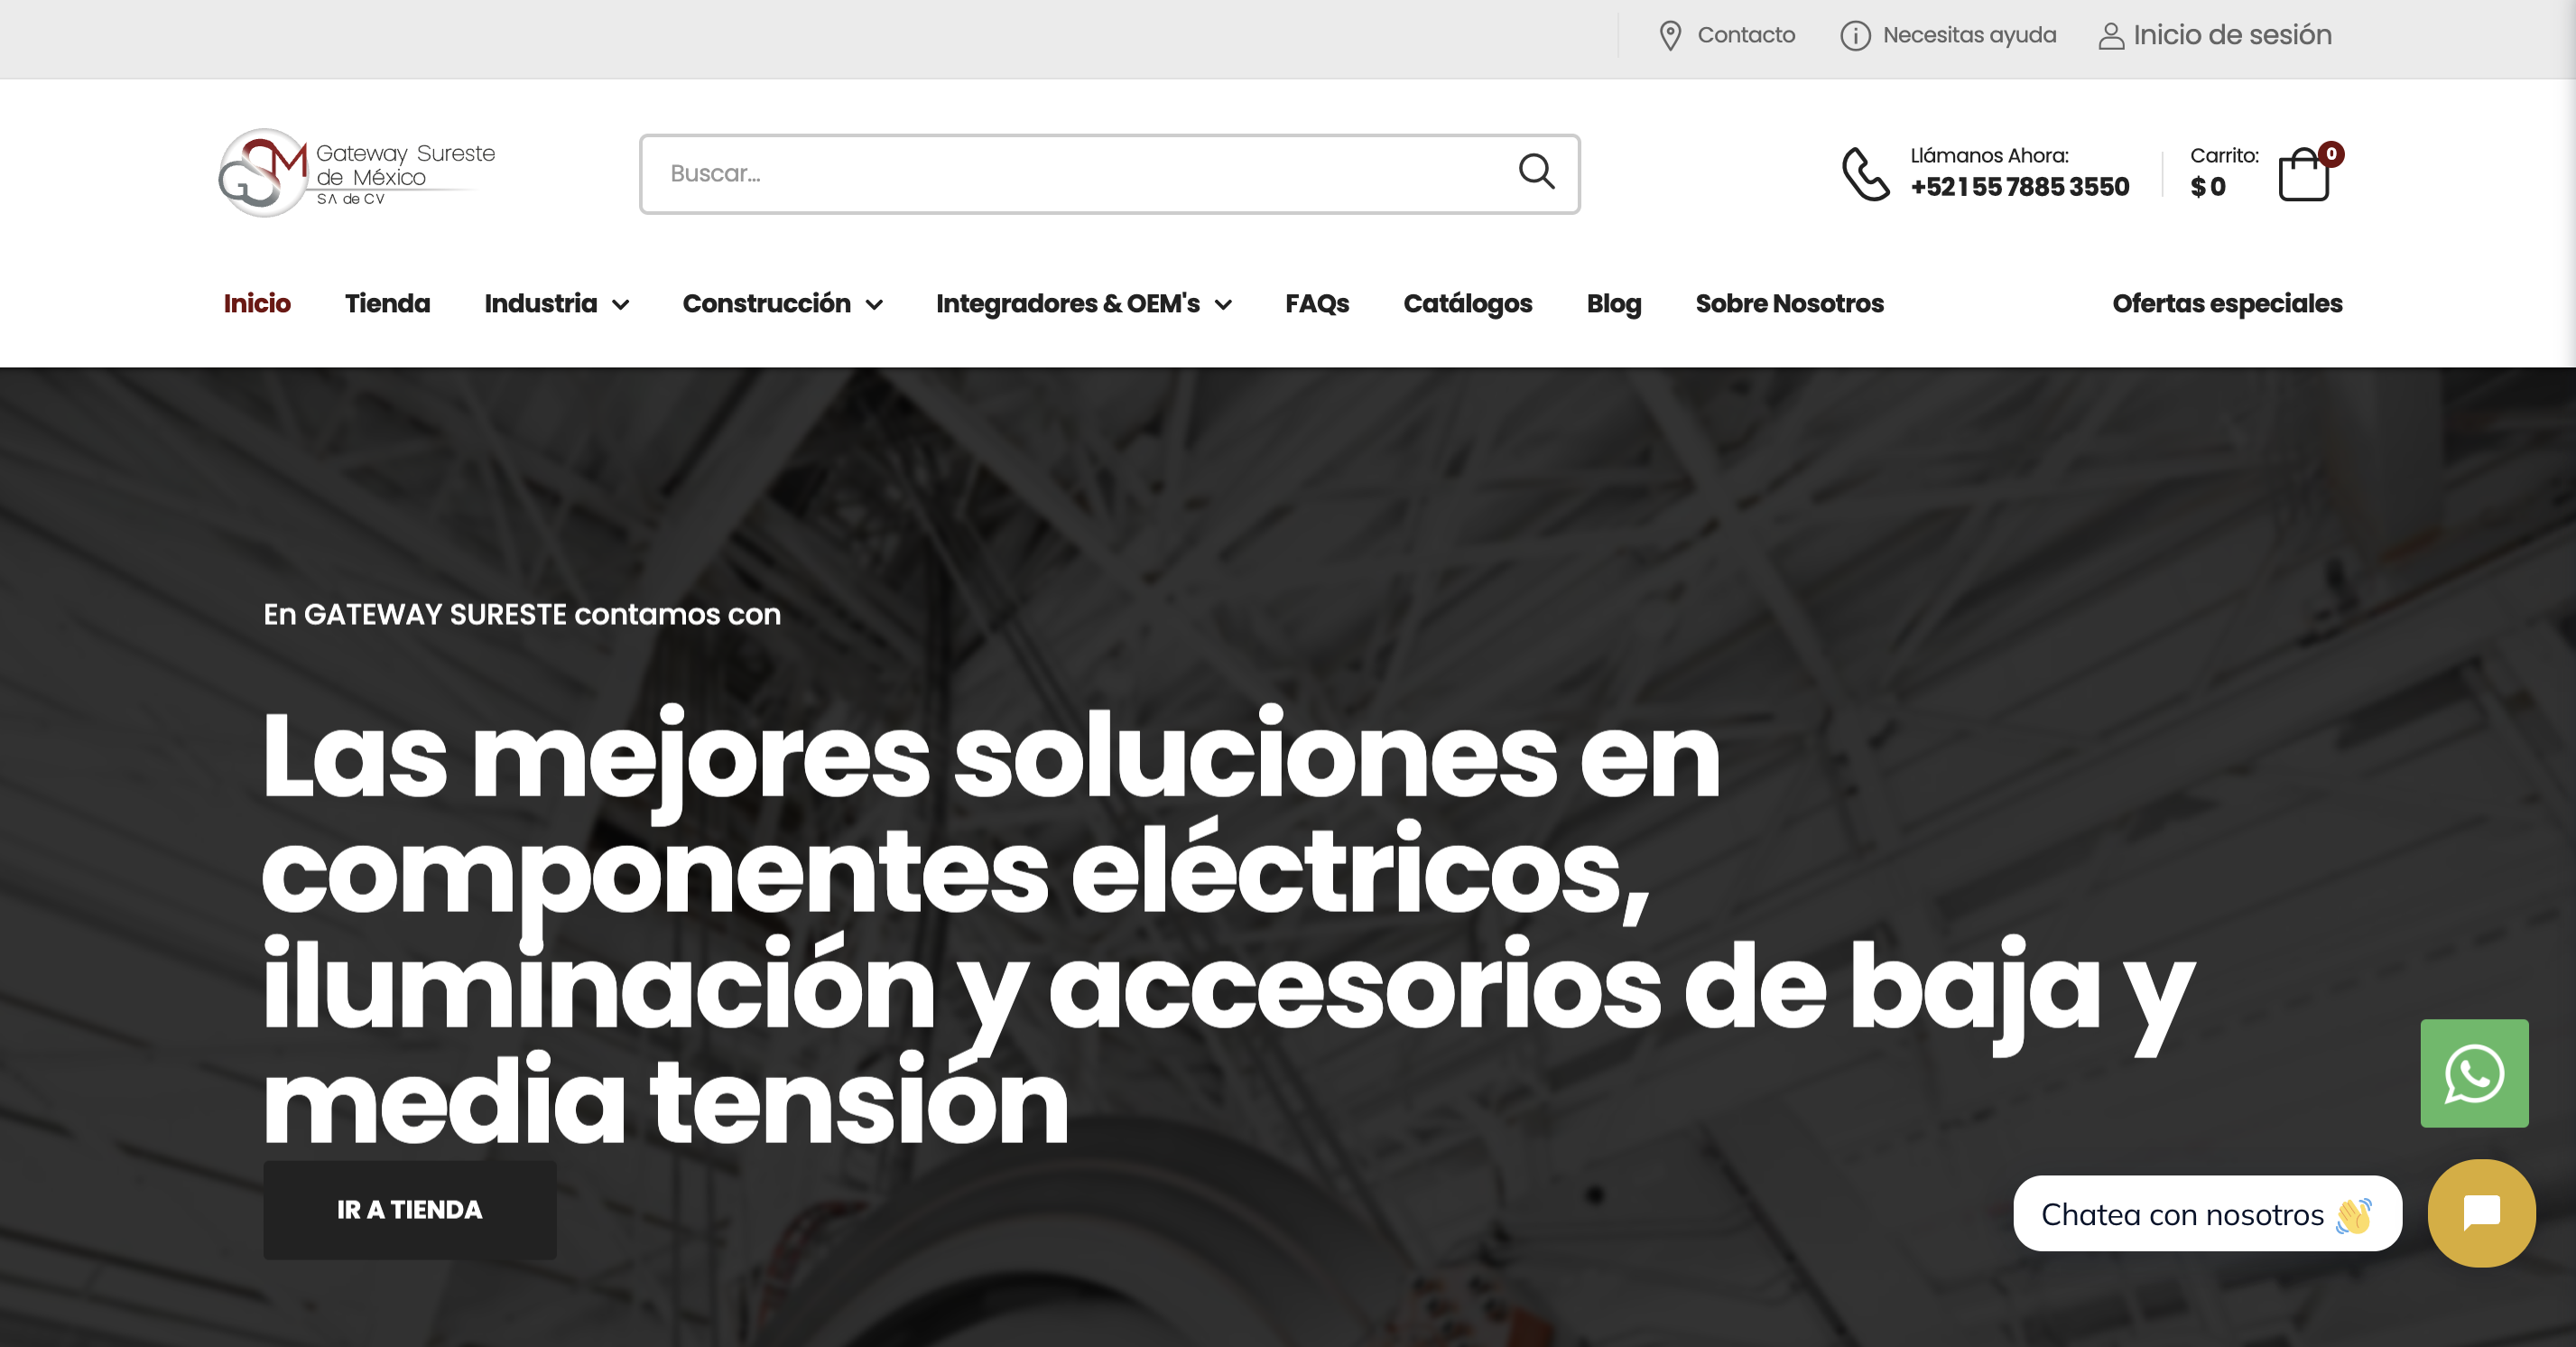 Contacto
Necesitas ayuda
Inicio de sesión
GSM
Gateway Sureste
de México
SA de CV
Buscar...
Llámanos Ahora:
+52 1 55 7885 3550
Carrito:
$ 0
0
Inicio
Tienda
Industria
Construcción
Integradores & OEM's
FAQs
Catálogos
Blog
Sobre Nosotros
Ofertas especiales
En GATEWAY SURESTE contamos con
Las mejores soluciones en
componentes eléctricos,
iluminación y accesorios de baja y
media tensión
IR A TIENDA
Chatea con nosotros 👋